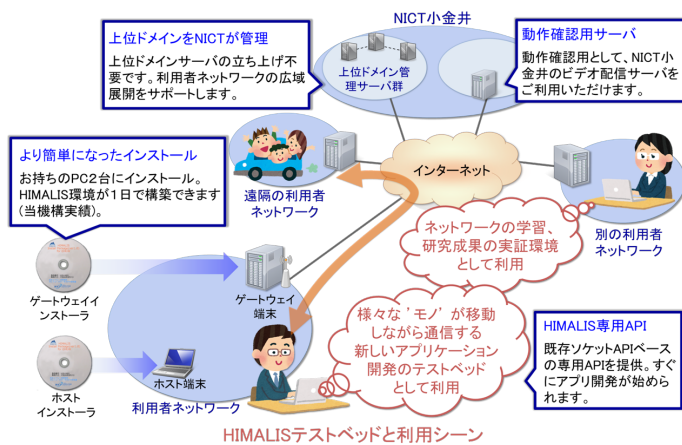 NICT小金井
上位ドメインをNICTが管理
上位ドメインサーバの立ち上げ不
要です。利用者ネットワークの広域
展開をサポートします。
上位ドメイン管
理サーバ群
動作確認用サーバ
動作確認用として、NICT小
金井のビデオ配信サーバを
ご利用いただけます。
より簡単になったインストール
お持ちのPC2台にインストール。
HIMALIS環境が1日で構築できます
(当機構実績)。
遠隔の利用者
ネットワーク
インターネット
別の利用者
ネットワーク
ネットワークの学習、
研究成果の実証環境
として利用
ゲートウェイイ
ンストーラ
ゲートウェイ
端末
様々な’モノ’が移動
しながら通信する
新しいアプリケーション
開発のテストベッド
として利用
HIMALIS専用API
既存ソケットAPIベース
の専用APIを提供。すぐ
にアプリ開発が始めら
れます。
ホスト
インストーラ
ホスト端末
利用者ネットワーク
HIMALISテストベッドと利用シーン